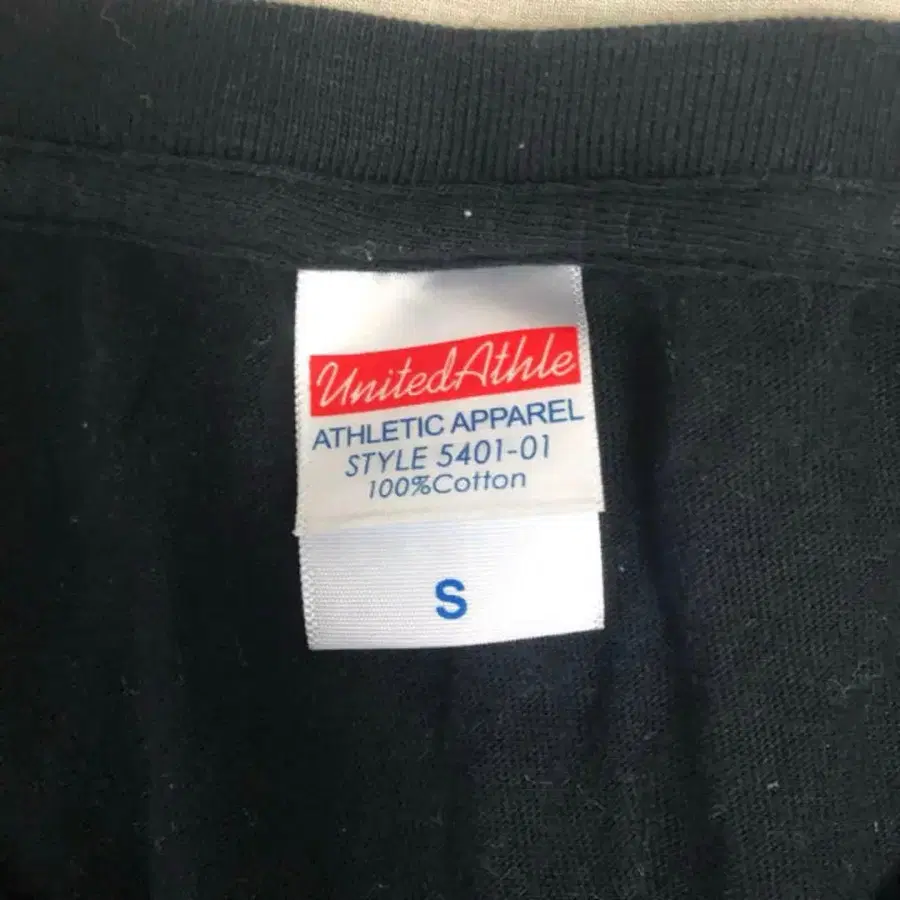 UnitedAthle
ATHLETIC APPAREL
STYLE 5401-01
100%Cotton
S